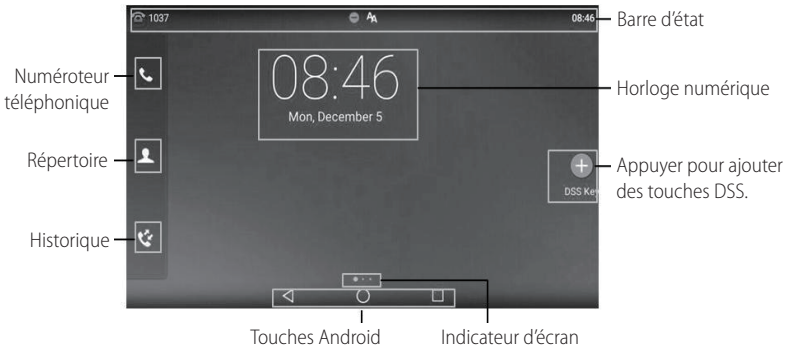 1037
08:46
Barre d'état
Numéroteur
téléphonique
08:46
Mon, December 5
Horloge numérique
Répertoire
DSS Key
Appuyer pour ajouter
des touches DSS.
Historique
Touches Android
Indicateur d'écran